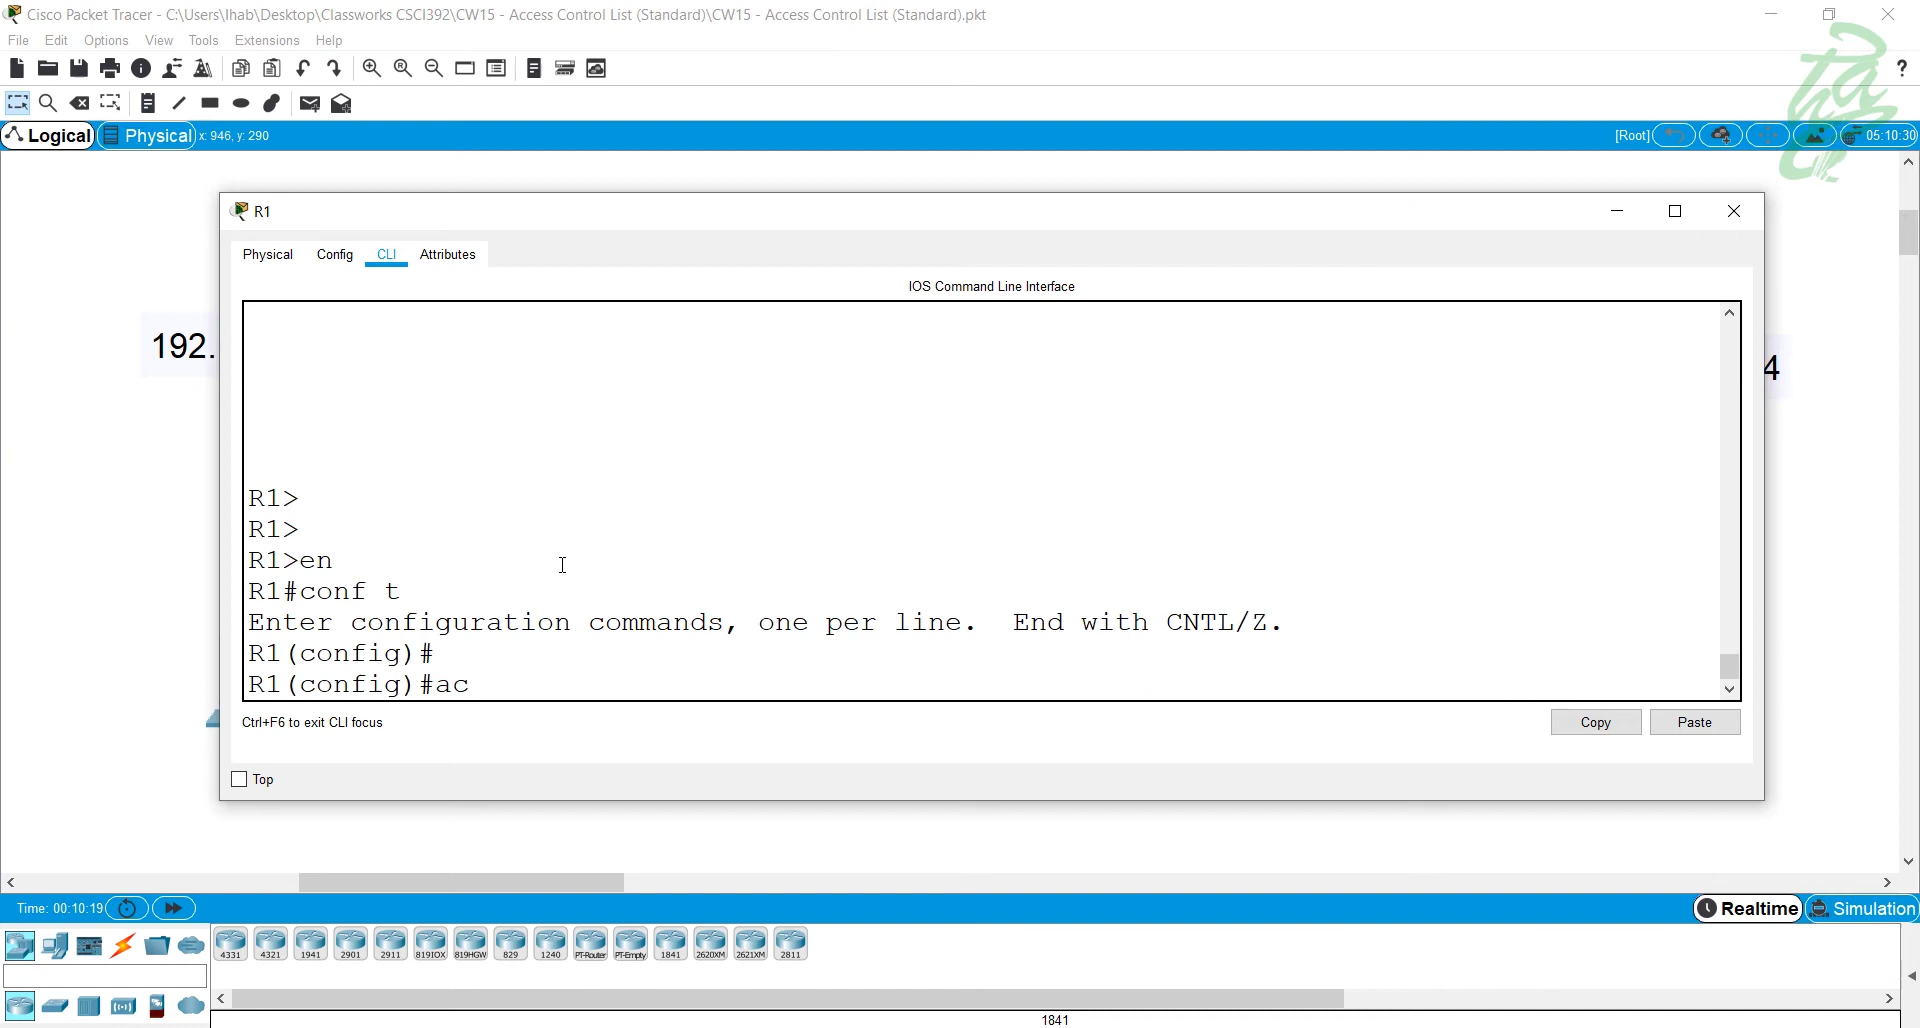 Cisco Packet Tracer - C:\Users\Ihab\Desktop\Classworks CSCI392\CW15 - Access Control List (Standard)\CW15 - Access Control List (Standard).pkt
File Edit Options View Tools Extensions Help
?
Logical Physical x: 946, y: 290 [Root] 05:10:30
R1
Physical Config CLI Attributes
IOS Command Line Interface
192.
4
R1>
R1>
R1>en
R1#conf t
Enter configuration commands, one per line.  End with CNTL/Z.
R1(config)#
R1(config)#ac
Ctrl+F6 to exit CLI focus Copy Paste
Top
Time: 00:10:19 Realtime Simulation
4331 4321 1941 2901 2911 819IOX 819HGW 829 1240 PT-Router PT-Empty 1841 2620XM 2621XM 2811
1841